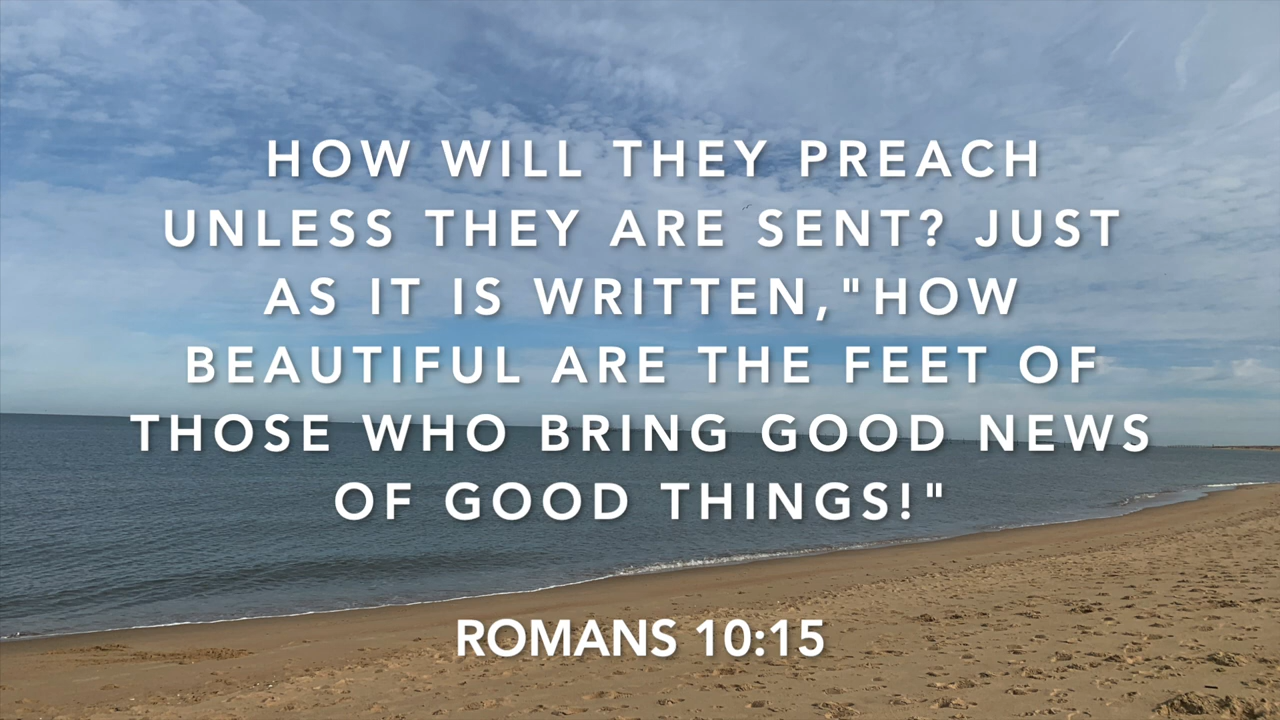 HOW WILL THEY PREACH
UNLESS THEY ARE SENT? JUST
AS IT IS WRITTEN,"HOW
BEAUTIFUL ARE THE FEET OF
THOSE WHO BRING GOOD NEWS
OF GOOD THINGS!"
ROMANS 10:15